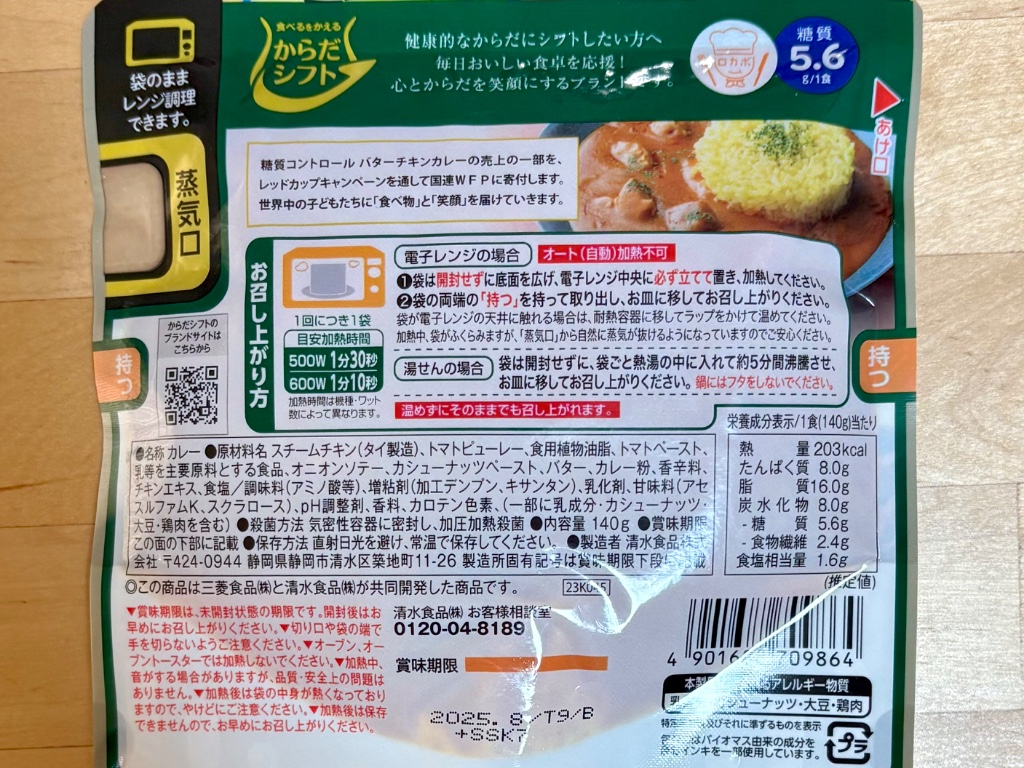 食べるをかえる
からだ
シフト
健康的なからだにシフトしたい方へ
毎日おいしい食卓を応援!
心とからだを笑顔にするブランドです。
ロカボ
糖質
5.6
g/1食
あけ口
袋のまま
レンジ調理
できます。
蒸気口
糖質コントロール バターチキンカレーの売上の一部を、
レッドカップキャンペーンを通して国連WFPに寄付します。
世界中の子どもたちに「食べ物」と「笑顔」を届けていきます。
からだシフトの
ブランドサイトは
こちらから
持つ
持つ
お召し上がり方
1回につき1袋
目安加熱時間
500W 1分30秒
600W 1分10秒
加熱時間は機種・ワット
数によって異なります。
電子レンジの場合 オート(自動)加熱不可
❶袋は開封せずに底面を広げ、電子レンジ中央に必ず立てて置き、加熱してください。
❷袋の両端の「持つ」を持って取り出し、お皿に移してお召し上がりください。
袋が電子レンジの天井に触れる場合は、耐熱容器に移してラップをかけて温めてください。
加熱中、袋がふくらみますが、「蒸気口」から自然に蒸気が抜けるようになっていますのでご安心ください。
湯せんの場合 袋は開封せずに、袋ごと熱湯の中に入れて約5分間沸騰させ、
お皿に移してお召し上がりください。鍋にはフタをしないでください。
温めずにそのままでも召し上がれます。
●名称 カレー ●原材料名 スチームチキン(タイ製造)、トマトピューレー、食用植物油脂、トマトペースト、
乳等を主要原料とする食品、オニオンソテー、カシューナッツペースト、バター、カレー粉、香辛料、
チキンエキス、食塩/調味料(アミノ酸等)、増粘剤(加工デンプン、キサンタン)、乳化剤、甘味料(アセ
スルファムK、スクラロース)、pH調整剤、香料、カロテン色素、(一部に乳成分・カシューナッツ・
大豆・鶏肉を含む) ●殺菌方法 気密性容器に密封し、加圧加熱殺菌 ●内容量 140g ●賞味期限
この面の下部に記載 ●保存方法 直射日光を避け、常温で保存してください。 ●製造者 清水食品株式
会社 〒424-0944 静岡県静岡市清水区築地町11-26 製造所固有記号は賞味期限下段に記載
栄養成分表示/1食(140g)当たり
熱量 203kcal
たんぱく質 8.0g
脂質 16.0g
炭水化物 8.0g
- 糖質 5.6g
- 食物繊維 2.4g
食塩相当量 1.6g
(推定値)
◎この商品は三菱食品㈱と清水食品㈱が共同開発した商品です。
▼賞味期限は、未開封状態の期限です。開封後はお
早めにお召し上がりください。▼切り口や袋の端で
手を切らないようご注意ください。▼オーブン、オー
ブントースターでは加熱しないでください。▼加熱中、
音がする場合がありますが、品質・安全上の問題は
ありません。▼加熱後は袋の中身が熱くなっており
ますので、やけどにご注意ください。▼加熱後は保存
できませんので、お早めにお召し上がりください。
清水食品㈱ お客様相談室
0120-04-8189
賞味期限
2025. 8/T9/B
+SSK7
4 901 709864
アレルギー物質
シューナッツ・大豆・鶏肉
及びそれに準ずるものを表示
はバイオマス由来の成分を
インキを一部使用しています。
プラ